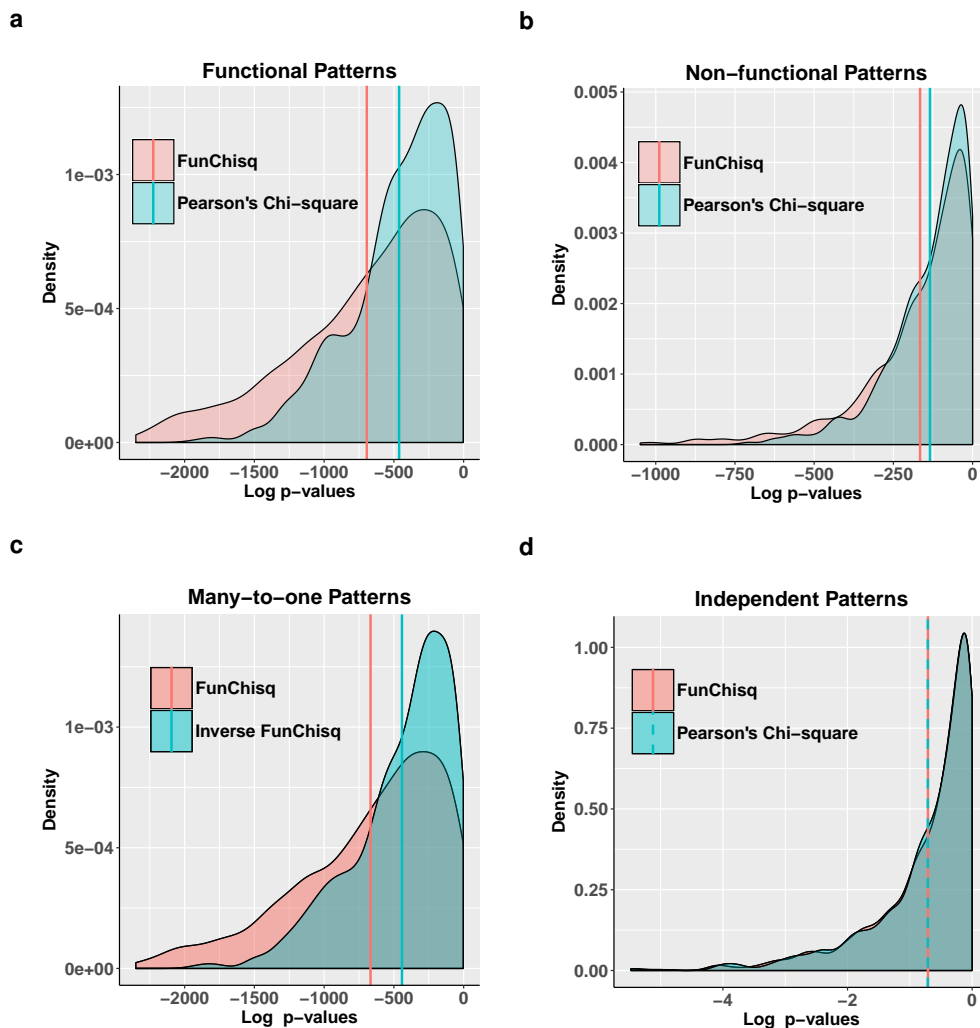 a
Functional Patterns
FunChisq
Pearson's Chi−square
1e−03
5e−04
0e+00
Density
−2000 −1500 −1000 −500 0
Log p−values
b
Non−functional Patterns
FunChisq
Pearson's Chi−square
0.005
0.004
0.003
0.002
0.001
0.000
Density
−1000 −750 −500 −250 0
Log p−values
c
Many−to−one Patterns
FunChisq
Inverse FunChisq
1e−03
5e−04
0e+00
Density
−2000 −1500 −1000 −500 0
Log p−values
d
Independent Patterns
FunChisq
Pearson's Chi−square
1.00
0.75
0.50
0.25
0.00
Density
−4 −2 0
Log p−values